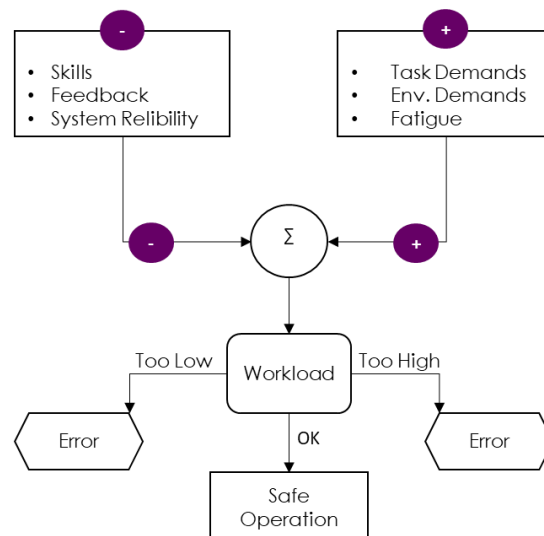 -
+
• Skills
• Feedback
• System Relibility
• Task Demands
• Env. Demands
• Fatigue
-
Σ
+
Too Low
Workload
Too High
Error
OK
Error
Safe
Operation